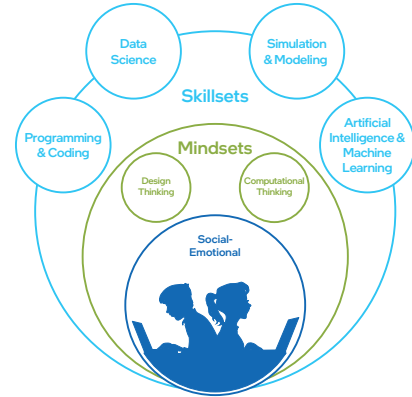 Data
Science
Simulation
& Modeling
Skillsets
Programming
& Coding
Artificial
Intelligence &
Machine
Learning
Mindsets
Design
Thinking
Computational
Thinking
Social-
Emotional